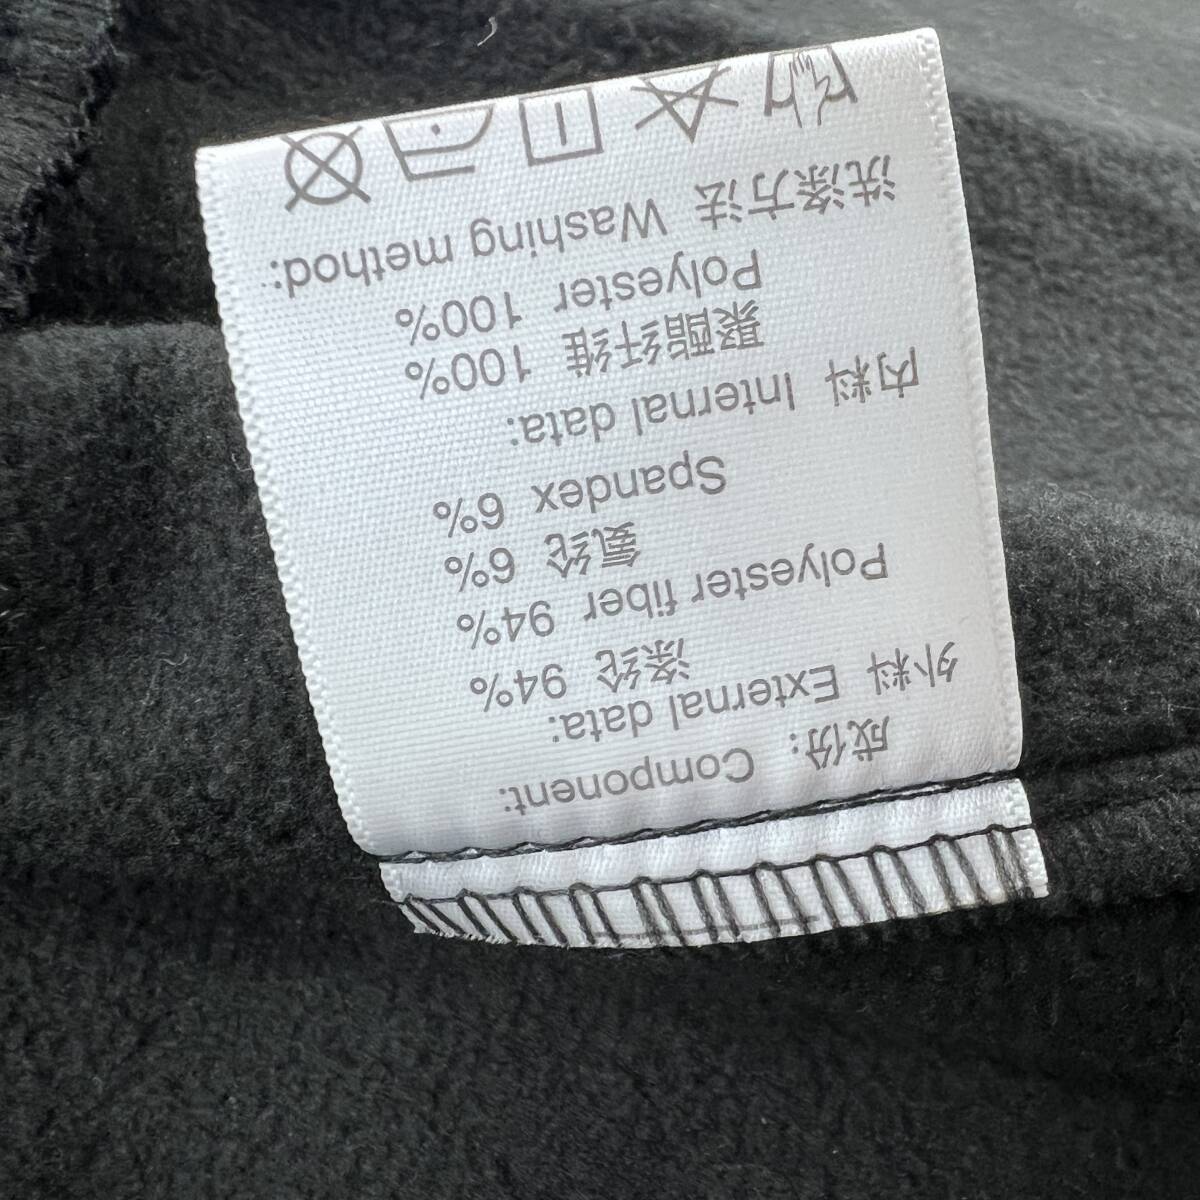 成份: Component:
外料 External data:
涤纶 94%
Polyester fiber 94%
氨纶 6%
Spandex 6%
内料 Internal data:
聚酯纤维 100%
Polyester 100%
洗涤方法 Washing method: